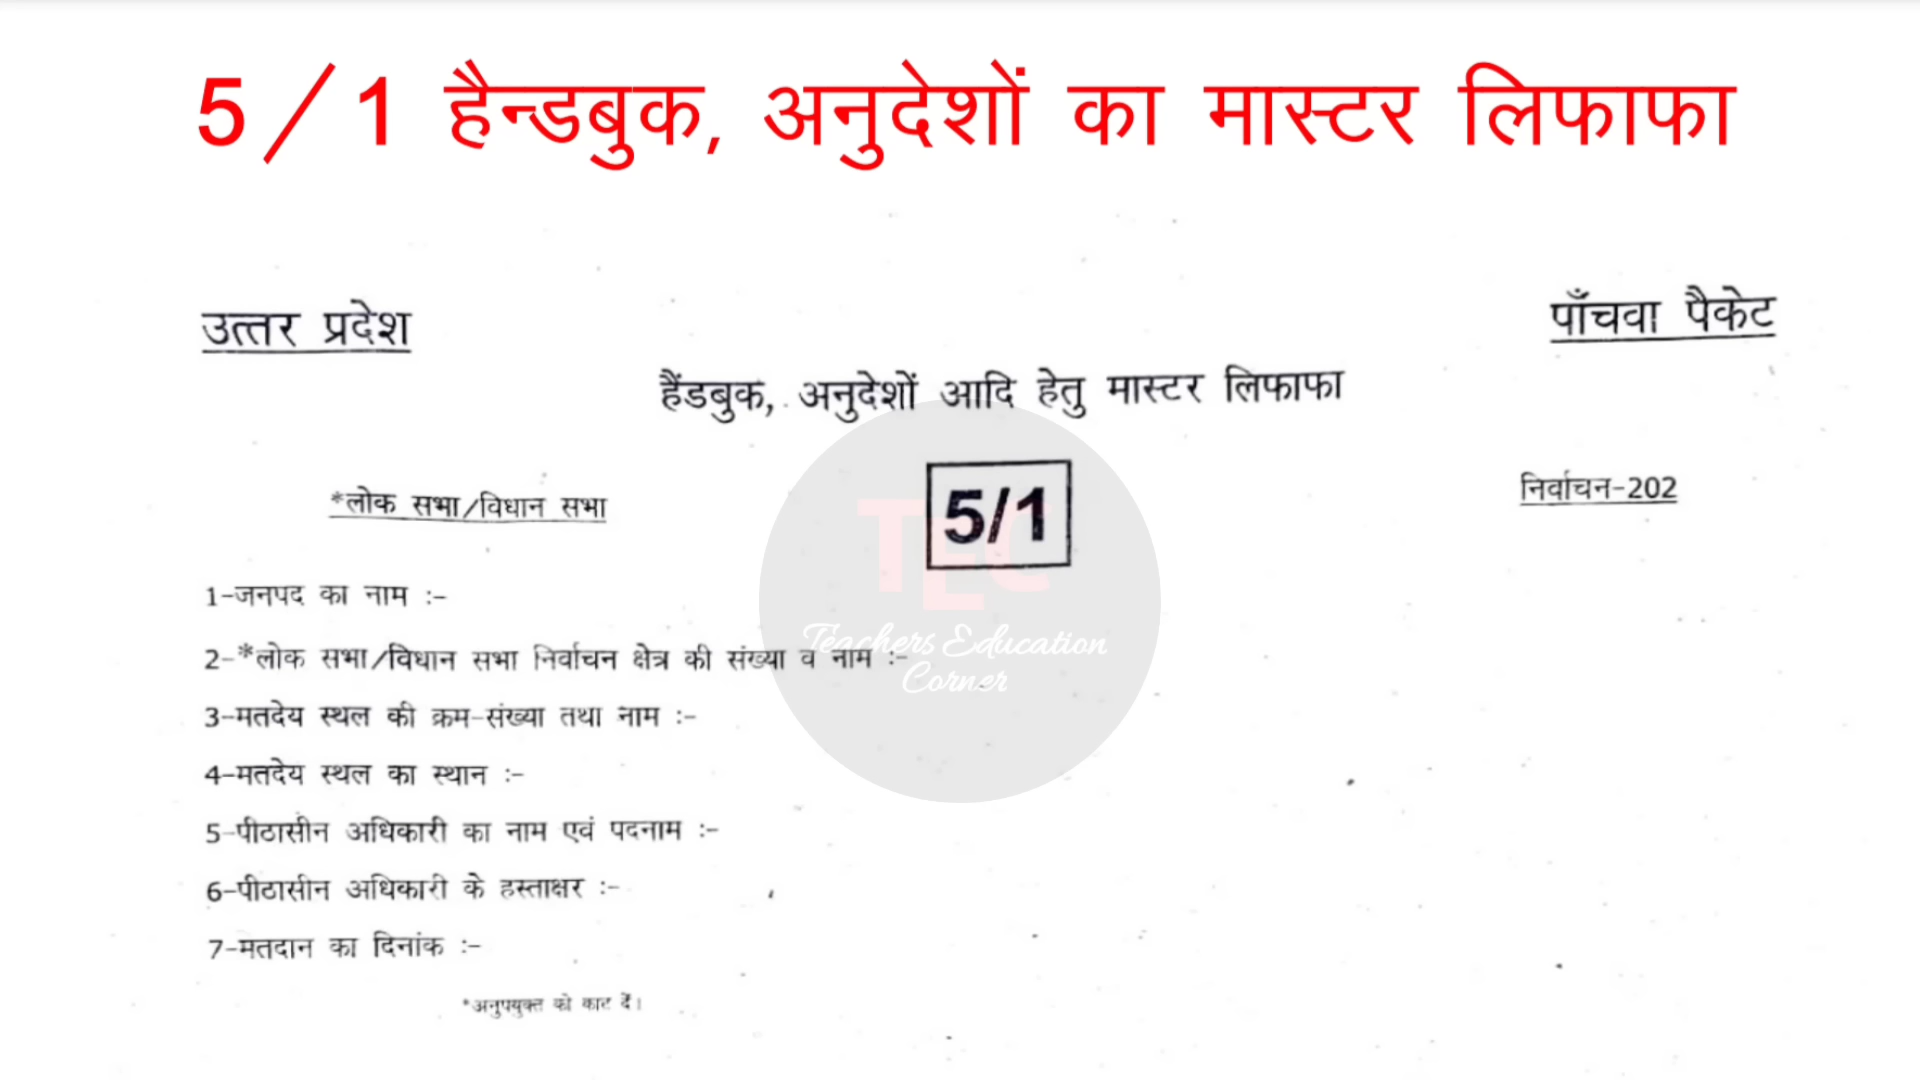 5/1 हैन्डबुक, अनुदेशों का मास्टर लिफाफा
उत्तर प्रदेश
पाँचवा पैकेट
हैंडबुक, अनुदेशों आदि हेतु मास्टर लिफाफा
*लोक सभा/विधान सभा
5/1
निर्वाचन-202
1-जनपद का नाम :-
2-*लोक सभा/विधान सभा निर्वाचन क्षेत्र की संख्या व नाम :-
3-मतदेय स्थल की क्रम-संख्या तथा नाम :-
4-मतदेय स्थल का स्थान :-
5-पीठासीन अधिकारी का नाम एवं पदनाम :-
6-पीठासीन अधिकारी के हस्ताक्षर :-
7-मतदान का दिनांक :-
*अनुपयुक्त को काट दें।
TEC
Teachers Education
Corner